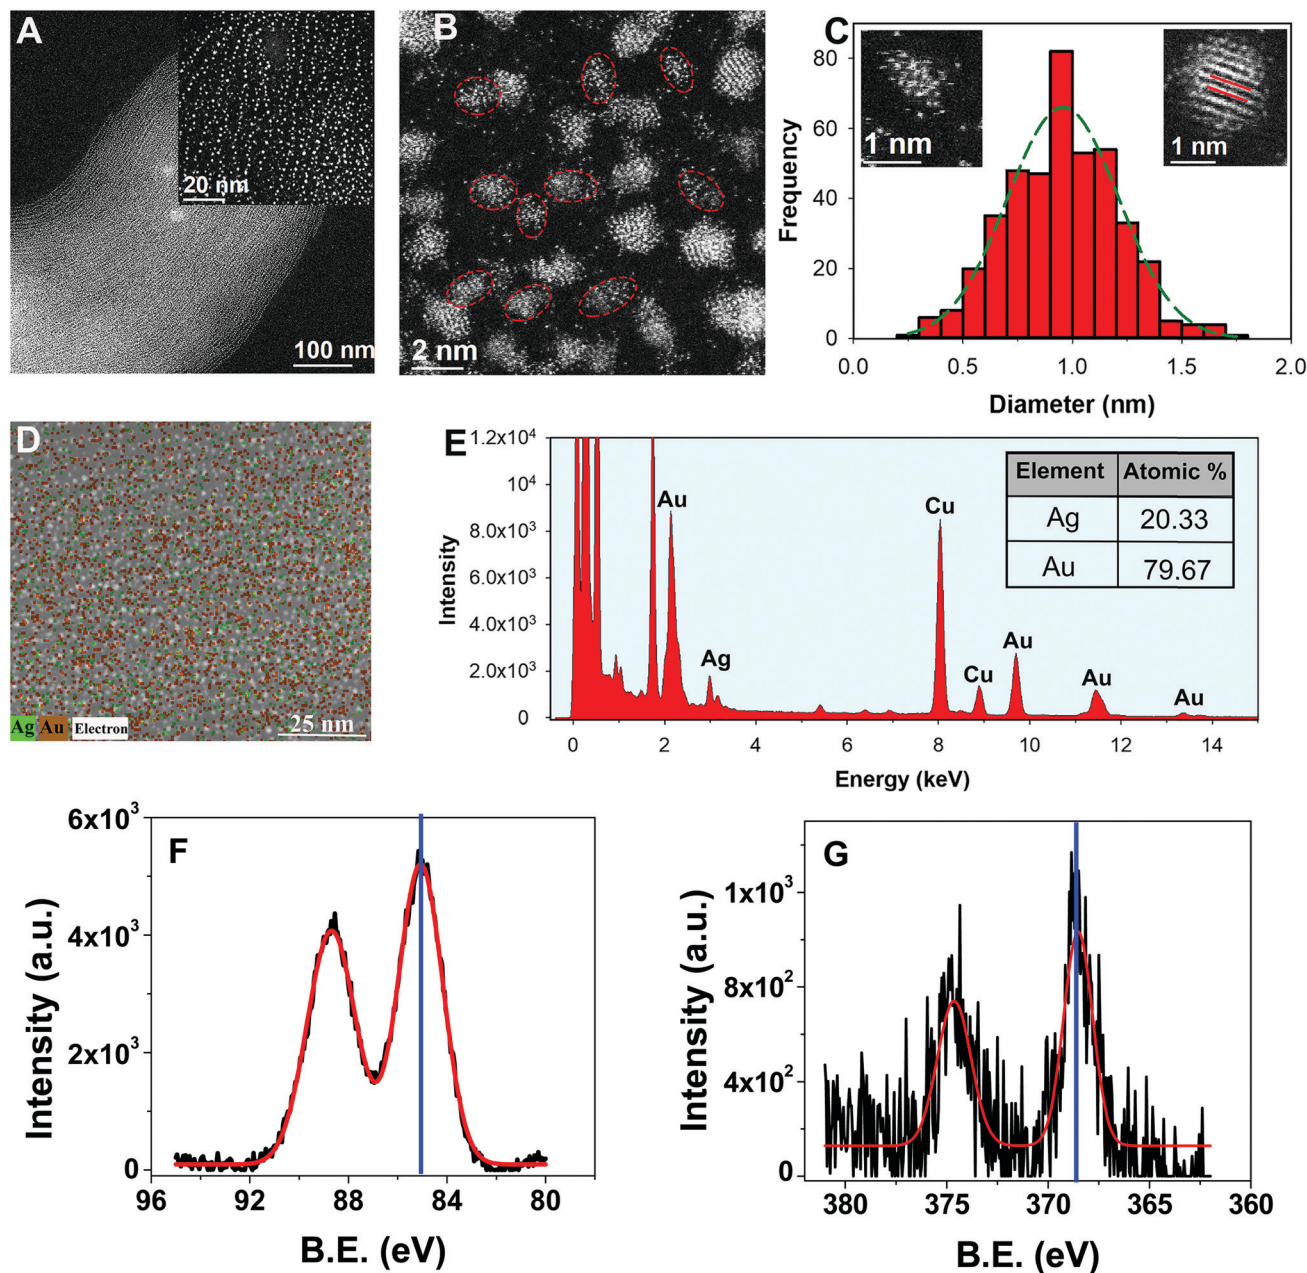 A
20 nm
100 nm
B
2 nm
C
1 nm
1 nm
80
60
40
20
0
Frequency
0.0 0.5 1.0 1.5 2.0
Diameter (nm)
D
Ag Au Electron
25 nm
E
1.2x10⁴
10⁴
8.0x10³
6.0x10³
4.0x10³
2.0x10³
0
Intensity
Au
Ag
Cu
Cu
Au
Au
Au
Element Atomic %
Ag 20.33
Au 79.67
0 2 4 6 8 10 12 14
Energy (keV)
F
6x10³
4x10³
2x10³
0
Intensity (a.u.)
96 92 88 84 80
B.E. (eV)
G
1x10³
8x10²
4x10²
0
Intensity (a.u.)
380 375 370 365 360
B.E. (eV)